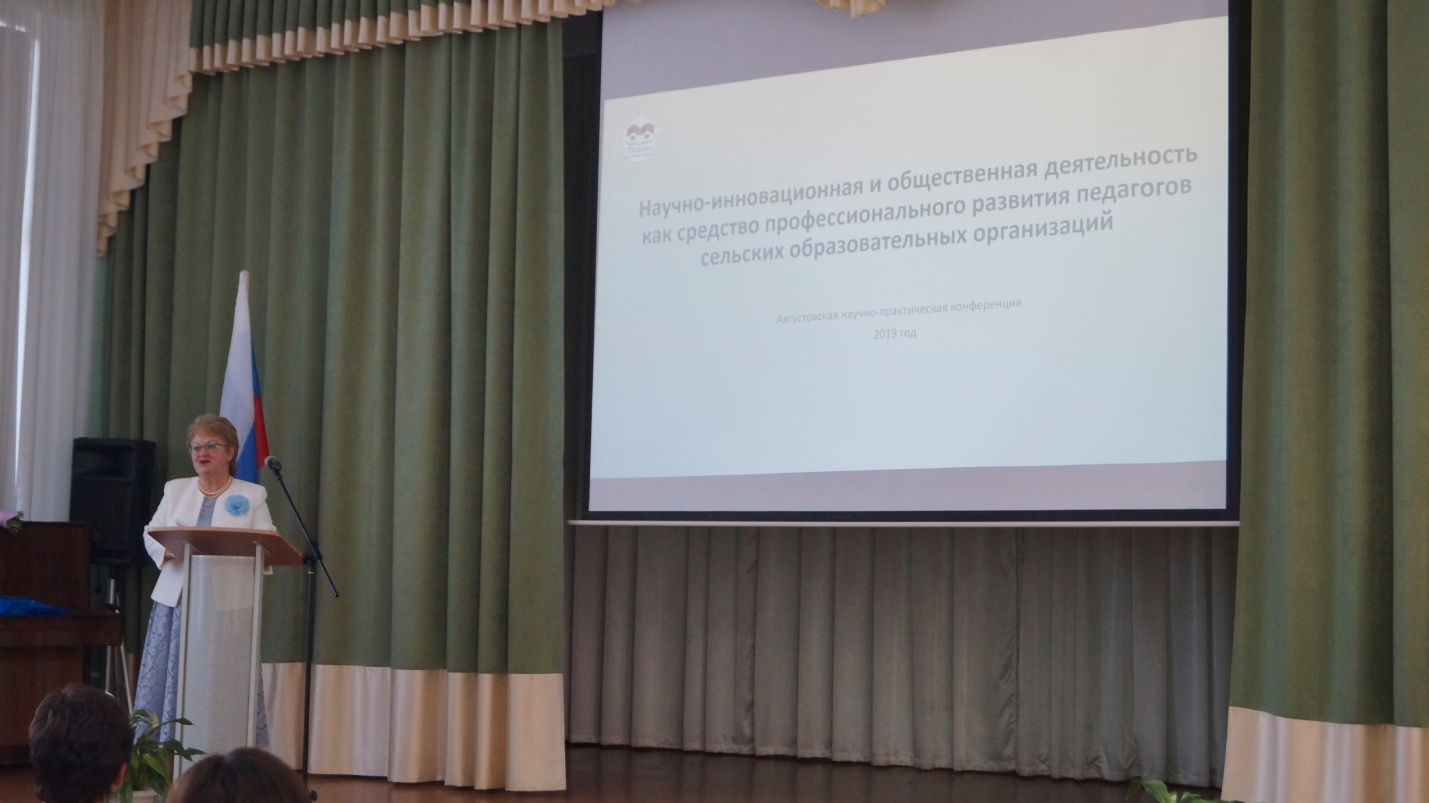 Научно-инновационная и общественная деятельность
как средство профессионального развития педагогов
сельских образовательных организаций
Августовская научно-практическая конференция
2019 год